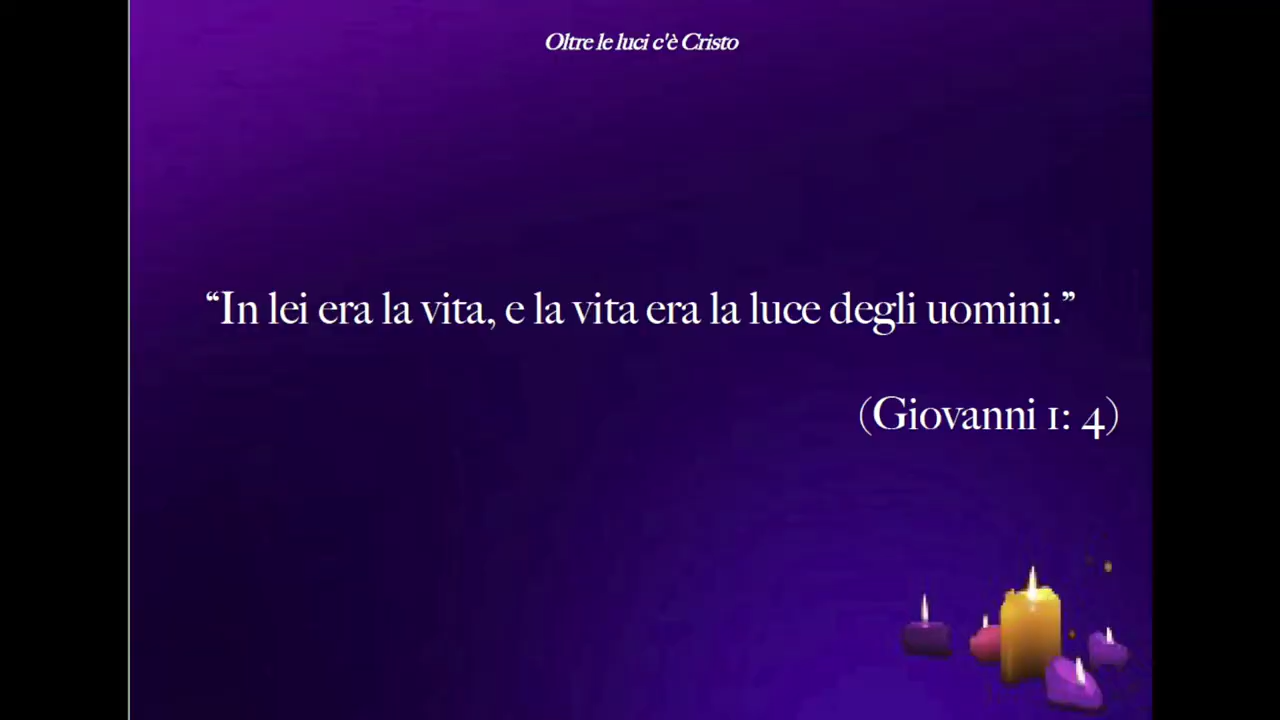 Oltre le luci c'è Cristo
“In lei era la vita, e la vita era la luce degli uomini.”
(Giovanni 1: 4)